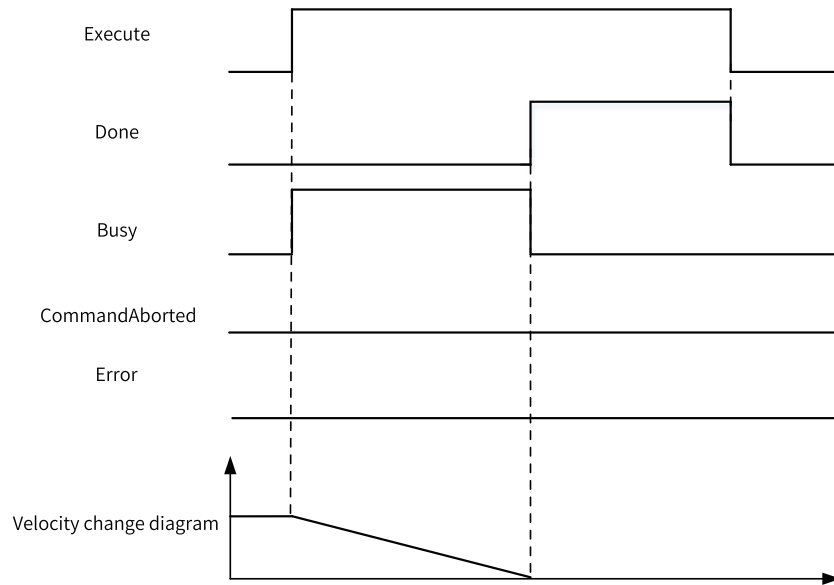 Execute
Done
Busy
CommandAborted
Error
Velocity change diagram